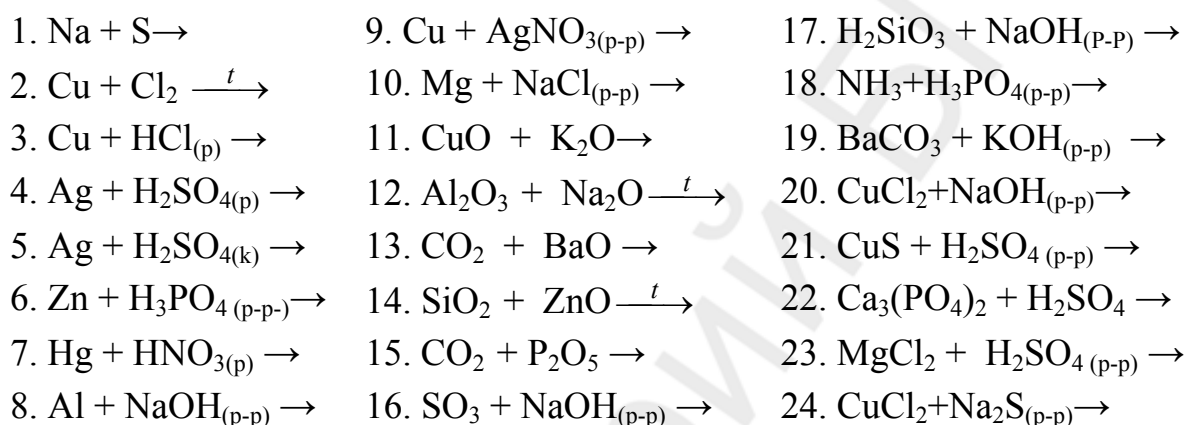 1. Na + S→
2. Cu + Cl₂ —t→
3. Cu + HCl₍р₎ →
4. Ag + H₂SO₄₍р₎ →
5. Ag + H₂SO₄₍k₎ →
6. Zn + H₃PO₄ ₍р-р-₎→
7. Hg + HNO₃₍р₎ →
8. Al + NaOH₍р-р₎ →
9. Cu + AgNO₃₍р-р₎ →
10. Mg + NaCl₍р-р₎ →
11. CuO + K₂O→
12. Al₂O₃ + Na₂O —t→
13. CO₂ + BaO →
14. SiO₂ + ZnO —t→
15. CO₂ + P₂O₅ →
16. SO₃ + NaOH₍р-р₎ →
17. H₂SiO₃ + NaOH₍Р-Р₎ →
18. NH₃+H₃PO₄₍р-р₎→
19. BaCO₃ + KOH₍р-р₎ →
20. CuCl₂+NaOH₍р-р₎→
21. CuS + H₂SO₄ ₍р-р₎ →
22. Ca₃(PO₄)₂ + H₂SO₄ →
23. MgCl₂ + H₂SO₄ ₍р-р₎ →
24. CuCl₂+Na₂S₍р-р₎→